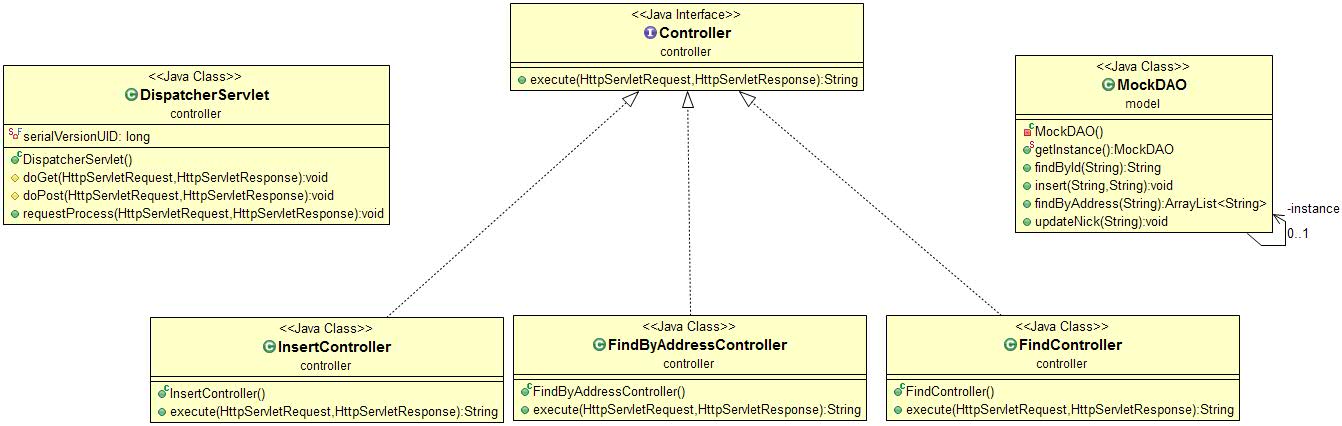 <<Java Interface>>
Controller
controller
execute(HttpServletRequest,HttpServletResponse):String
<<Java Class>>
DispatcherServlet
controller
serialVersionUID: long
DispatcherServlet()
doGet(HttpServletRequest,HttpServletResponse):void
doPost(HttpServletRequest,HttpServletResponse):void
requestProcess(HttpServletRequest,HttpServletResponse):void
<<Java Class>>
MockDAO
model
MockDAO()
getInstance():MockDAO
findById(String):String
insert(String,String):void
findByAddress(String):ArrayList<String>
updateNick(String):void
-instance
0..1
<<Java Class>>
InsertController
controller
InsertController()
execute(HttpServletRequest,HttpServletResponse):String
<<Java Class>>
FindByAddressController
controller
FindByAddressController()
execute(HttpServletRequest,HttpServletResponse):String
<<Java Class>>
FindController
controller
FindController()
execute(HttpServletRequest,HttpServletResponse):String